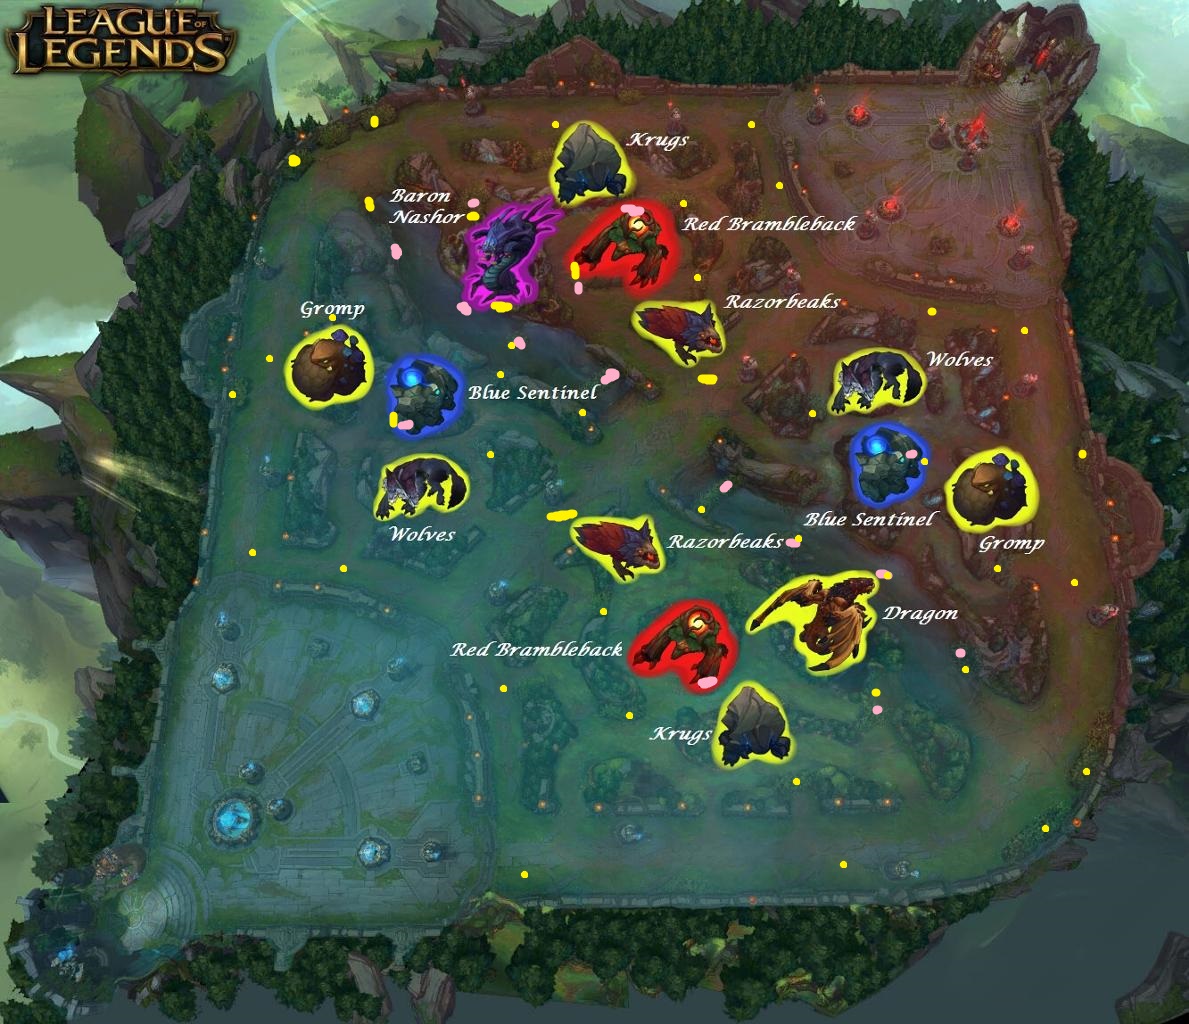 LEAGUE OF
LEGENDS
Krugs
Baron
Nashor
Red Brambleback
Gromp
Razorbeaks
Wolves
Blue Sentinel
Blue Sentinel
Wolves
Razorbeaks
Gromp
Dragon
Red Brambleback
Krugs